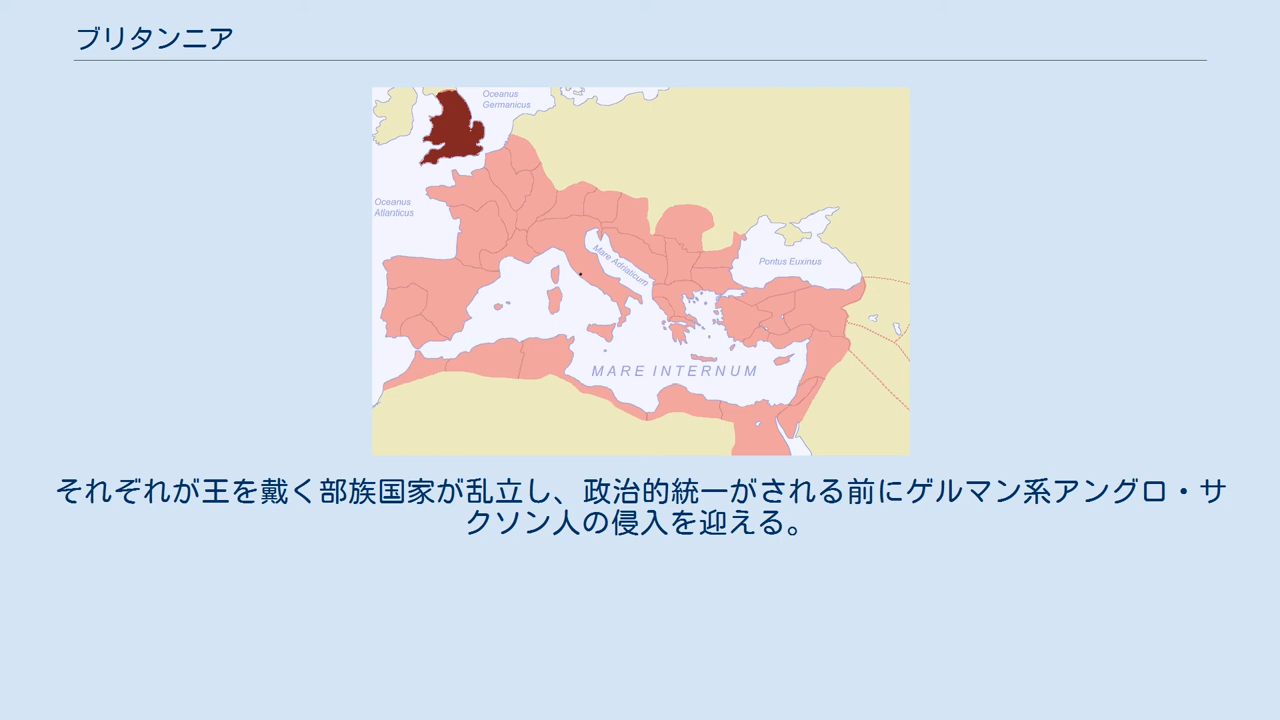 ブリタンニア
Oceanus
Germanicus
Oceanus
Atlanticus
Mare Adriaticum
Pontus Euxinus
MARE INTERNUM
それぞれが王を戴く部族国家が乱立し、政治的統一がされる前にゲルマン系アングロ・サ
クソン人の侵入を迎える。